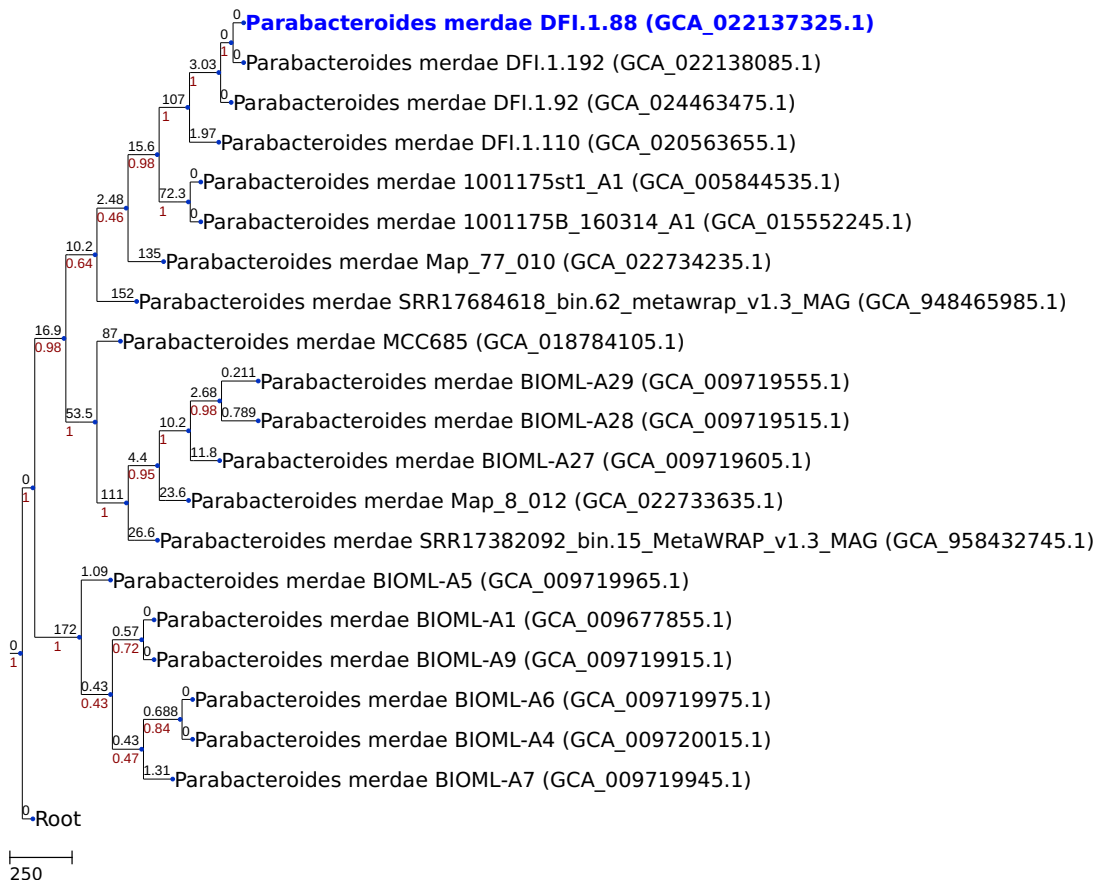 0
Parabacteroides merdae DFI.1.88 (GCA_022137325.1)
0
1
0
Parabacteroides merdae DFI.1.192 (GCA_022138085.1)
3.03
1
0
Parabacteroides merdae DFI.1.92 (GCA_024463475.1)
107
1
1.97
Parabacteroides merdae DFI.1.110 (GCA_020563655.1)
15.6
0.98
0
Parabacteroides merdae 1001175st1_A1 (GCA_005844535.1)
72.3
1
0
Parabacteroides merdae 1001175B_160314_A1 (GCA_015552245.1)
2.48
0.46
135
Parabacteroides merdae Map_77_010 (GCA_022734235.1)
10.2
0.64
152
Parabacteroides merdae SRR17684618_bin.62_metawrap_v1.3_MAG (GCA_948465985.1)
16.9
0.98
87
Parabacteroides merdae MCC685 (GCA_018784105.1)
0.211
Parabacteroides merdae BIOML-A29 (GCA_009719555.1)
2.68
0.98
0.789
Parabacteroides merdae BIOML-A28 (GCA_009719515.1)
53.5
1
10.2
1
11.8
Parabacteroides merdae BIOML-A27 (GCA_009719605.1)
4.4
0.95
23.6
Parabacteroides merdae Map_8_012 (GCA_022733635.1)
111
1
26.6
Parabacteroides merdae SRR17382092_bin.15_MetaWRAP_v1.3_MAG (GCA_958432745.1)
0
1
1.09
Parabacteroides merdae BIOML-A5 (GCA_009719965.1)
172
1
0
Parabacteroides merdae BIOML-A1 (GCA_009677855.1)
0.57
0.72
0
Parabacteroides merdae BIOML-A9 (GCA_009719915.1)
0
1
0.43
0.43
0
Parabacteroides merdae BIOML-A6 (GCA_009719975.1)
0.688
0.84
0
Parabacteroides merdae BIOML-A4 (GCA_009720015.1)
0.43
0.47
1.31
Parabacteroides merdae BIOML-A7 (GCA_009719945.1)
0
Root
250